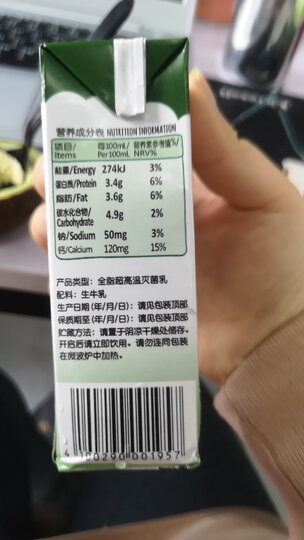 营养成分表 NUTRITION INFORMATION
项目/ 每100mL/ 营养素参考值%/
Items Per100mL NRV%
能量/Energy 274kJ 3%
蛋白质/Protein 3.4g 6%
脂肪/Fat 3.6g 6%
碳水化合物/
Carbohydrate 4.9g 2%
钠/Sodium 50mg 3%
钙/Calcium 120mg 15%
产品类型：全脂超高温灭菌乳
配料：生牛乳
生产日期(年/月/日)：请见包装顶部
保质期至(年/月/日)：请见包装顶部
贮藏方法：请置于阴凉干燥处储存。
开启后请立即饮用。请勿连同包装
在微波炉中加热。
4 100290 001957